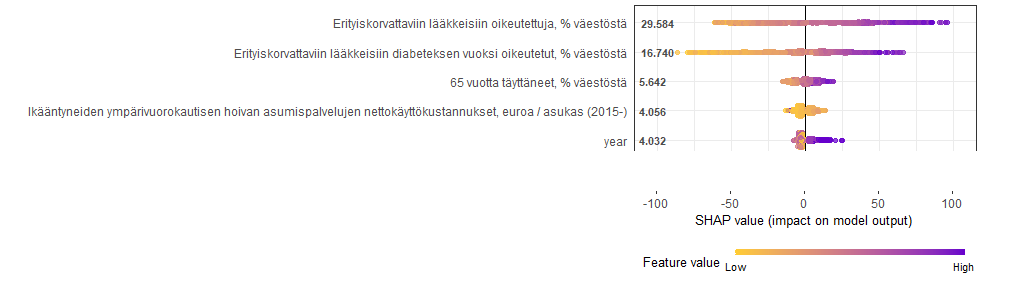 Erityiskorvattaviin lääkkeisiin oikeutettuja, % väestöstä 29.584
Erityiskorvattaviin lääkkeisiin diabeteksen vuoksi oikeutetut, % väestöstä 16.740
65 vuotta täyttäneet, % väestöstä 5.642
Ikääntyneiden ympärivuorokautisen hoivan asumispalvelujen nettokäyttökustannukset, euroa / asukas (2015-) 4.056
year 4.032
-100 -50 0 50 100
SHAP value (impact on model output)
Feature value Low High